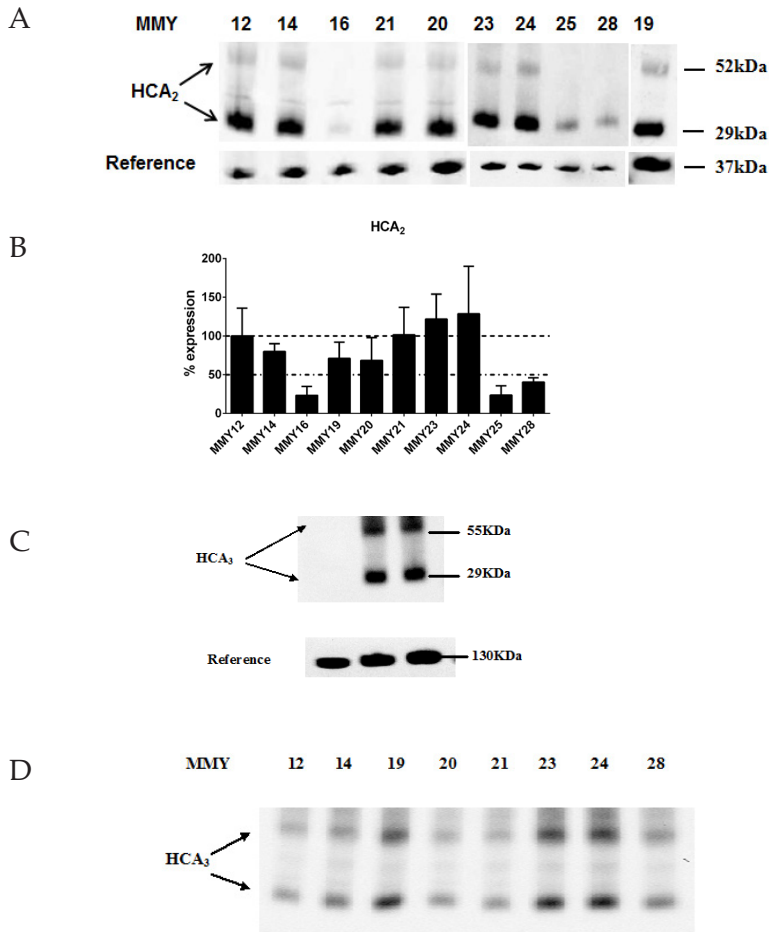 A
MMY 12 14 16 21 20 23 24 25 28 19
HCA₂
52kDa
29kDa
Reference
37kDa
B
HCA₂
% expression
200
150
100
50
0
MMY12 MMY14 MMY16 MMY19 MMY20 MMY21 MMY23 MMY24 MMY25 MMY28
C
HCA₃
55KDa
29KDa
Reference
130KDa
D
MMY 12 14 19 20 21 23 24 28
HCA₃